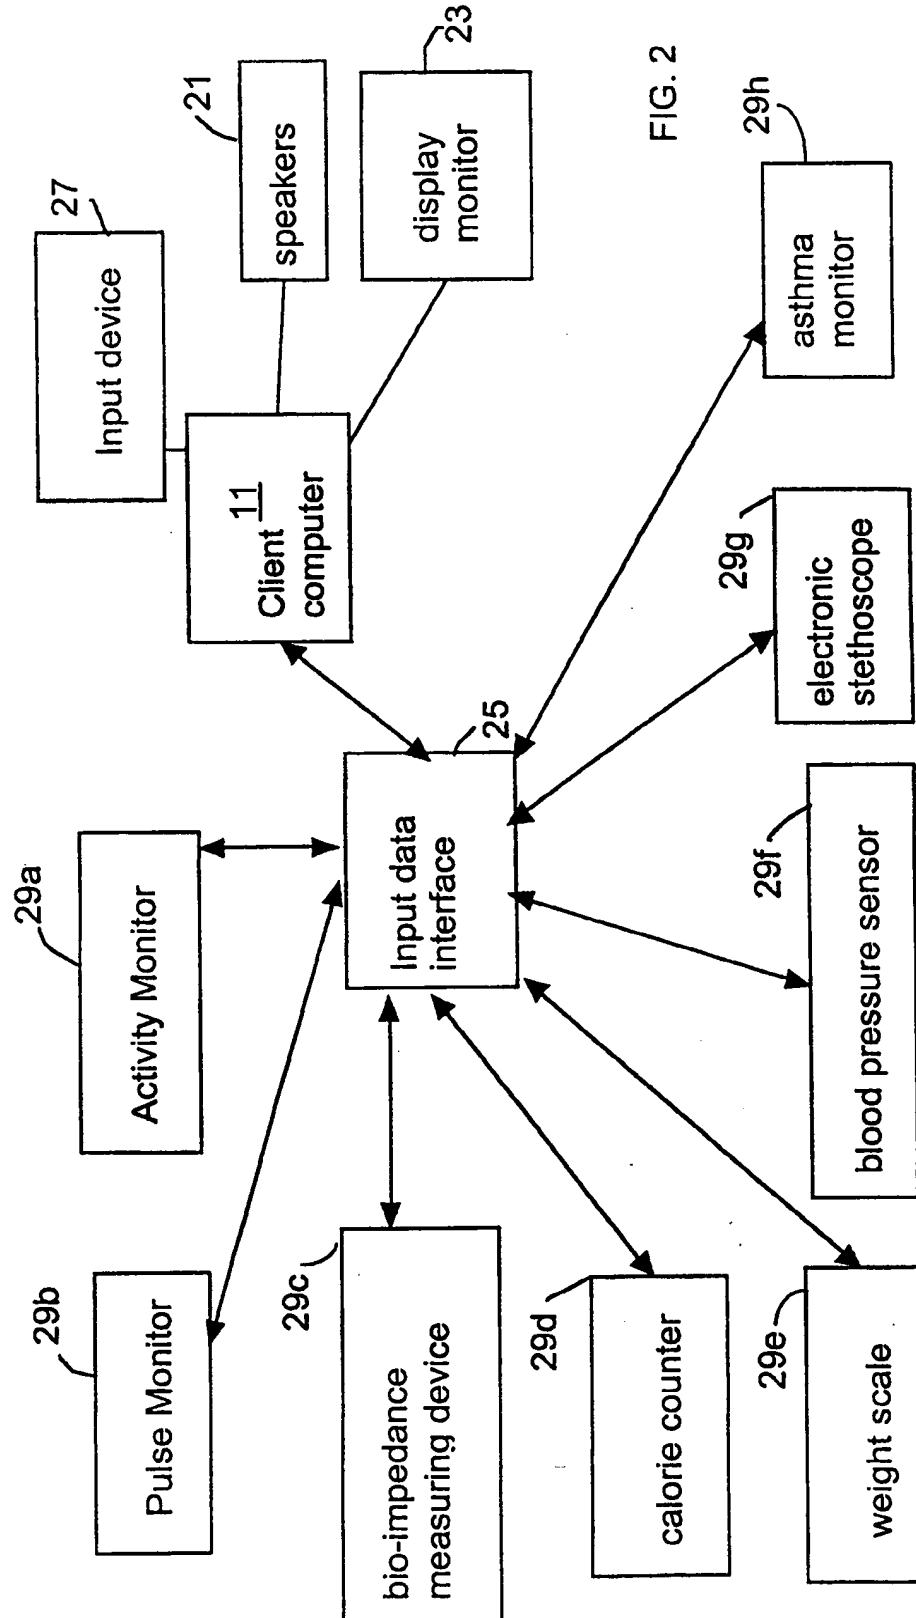 29b
Pulse Monitor
29a
Activity Monitor
27
Input device
11
Client
computer
21
speakers
23
display
monitor
25
Input data
interface
29c
bio-impedance
measuring device
29d
calorie counter
29e
weight scale
29f
blood pressure sensor
29g
electronic
stethoscope
29h
asthma
monitor
FIG. 2